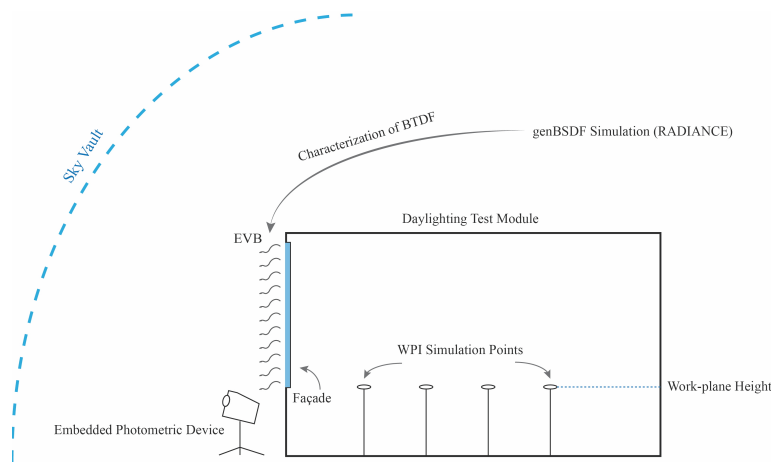 Sky Vault
Characterization of BTDF
genBSDF Simulation (RADIANCE)
Daylighting Test Module
EVB
WPI Simulation Points
Work-plane Height
Façade
Embedded Photometric Device